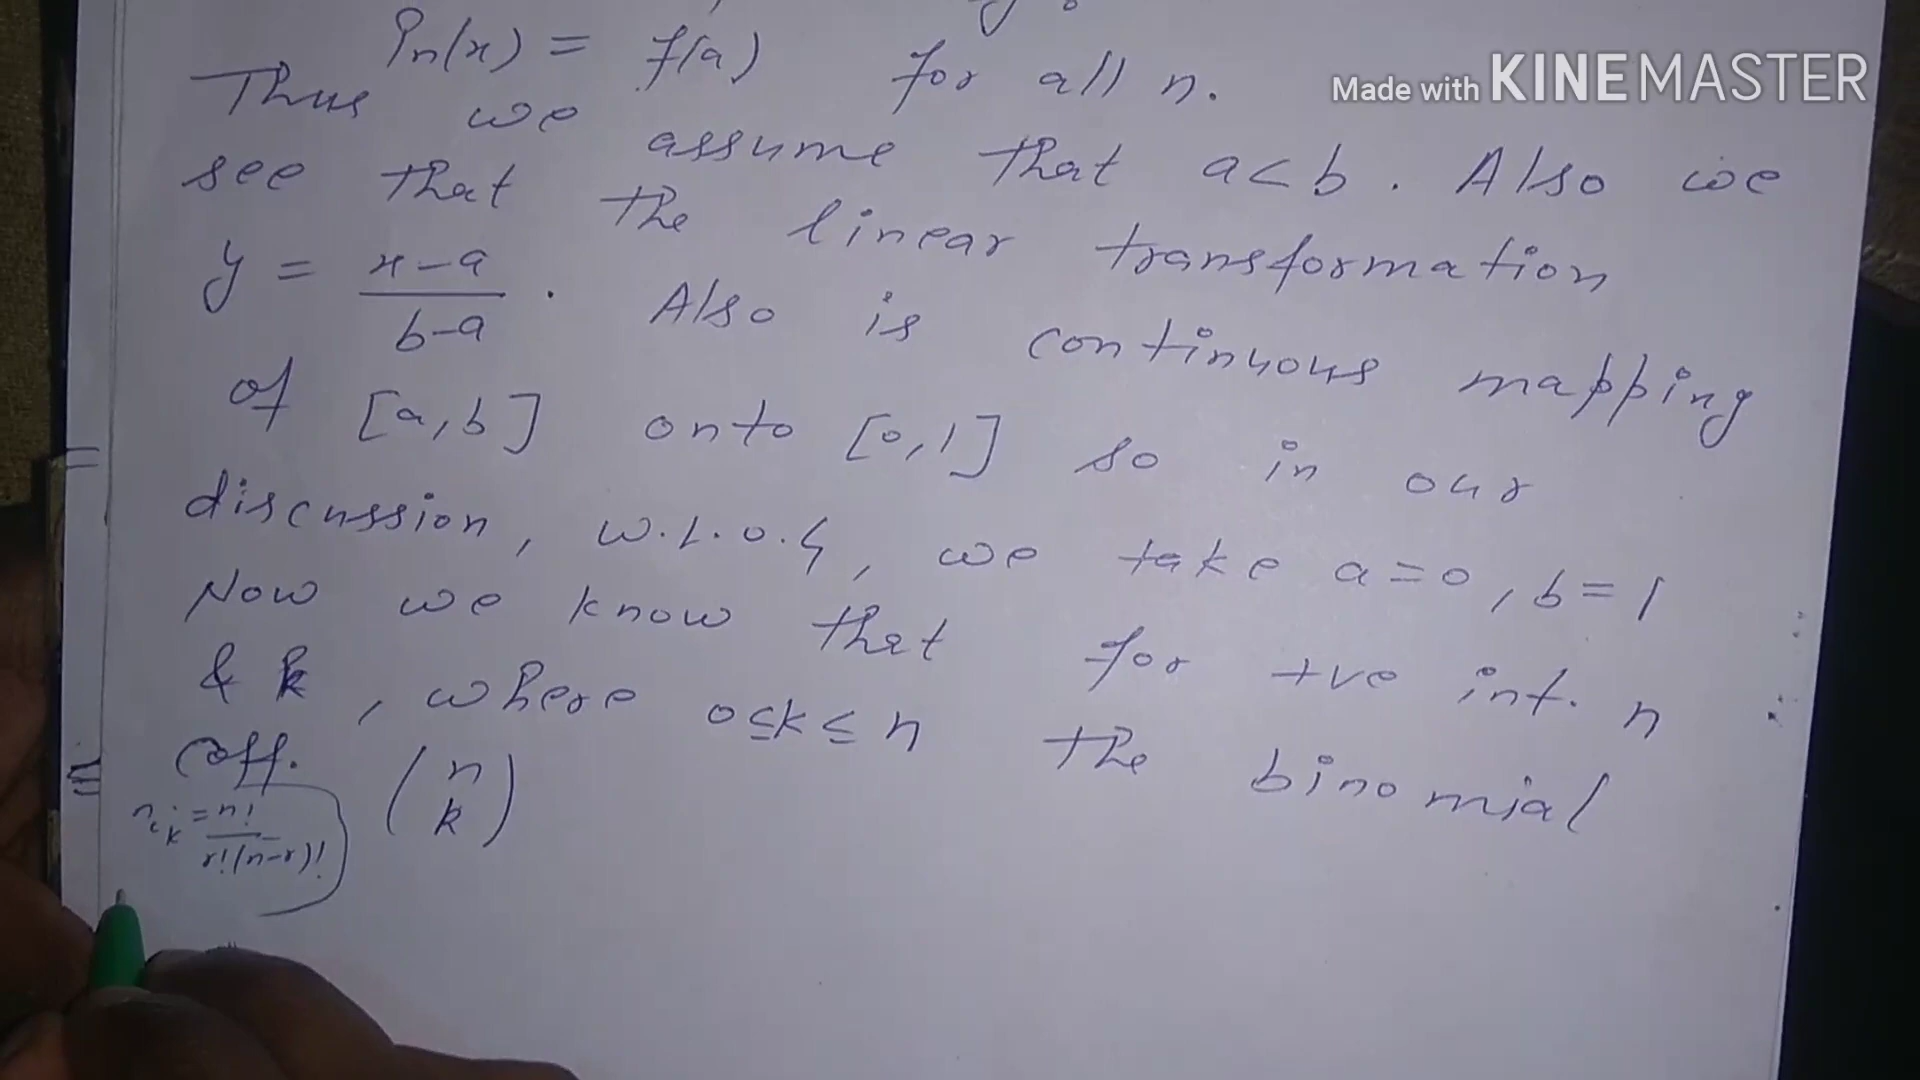 Pn(x) = f(a) for all n.
Made with KINEMASTER
Thus we assume that a<b. Also we
see that the linear transformation
y = x-a / b-a . Also is continuous mapping
of [a,b] onto [0,1] so in our
discussion, w.l.o.g, we take a=0, b=1
Now we know that for +ve int. n
& k, where 0≤k≤n the binomial
coff. (n k)
nck = n! / r!(n-r)!